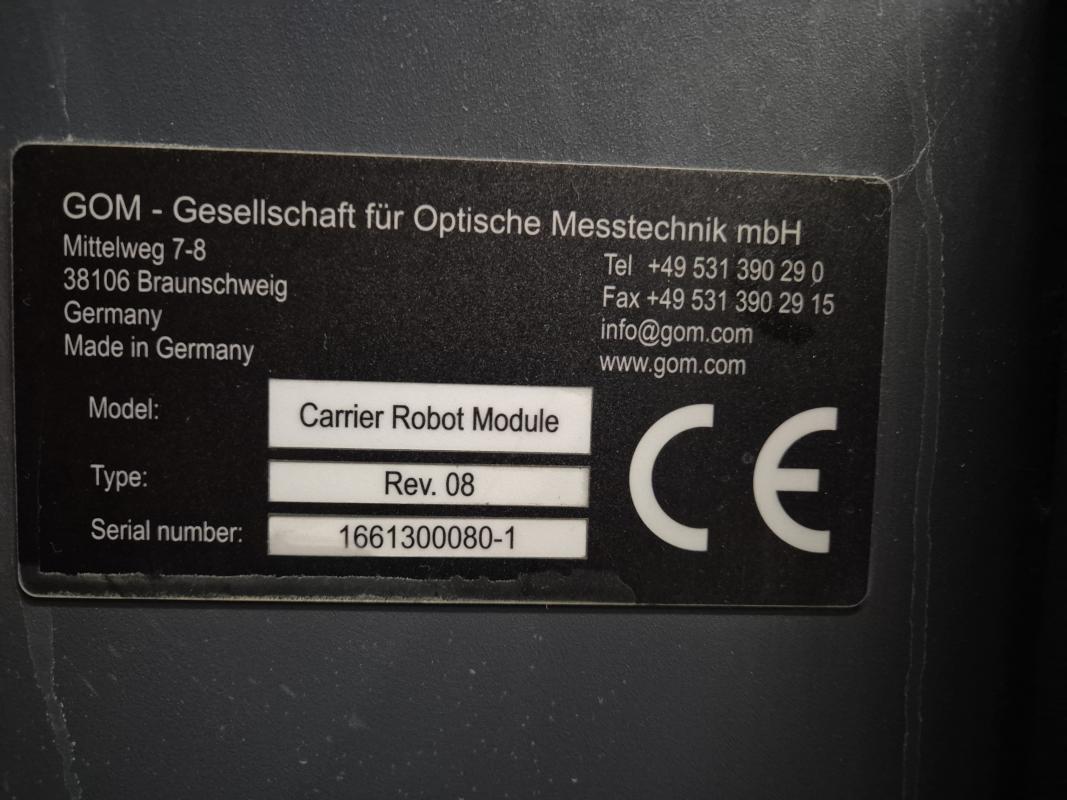 GOM - Gesellschaft für Optische Messtechnik mbH
Mittelweg 7-8
38106 Braunschweig
Germany
Made in Germany
Tel +49 531 390 29 0
Fax +49 531 390 29 15
info@gom.com
www.gom.com
Model: Carrier Robot Module
Type: Rev. 08
Serial number: 1661300080-1
CE